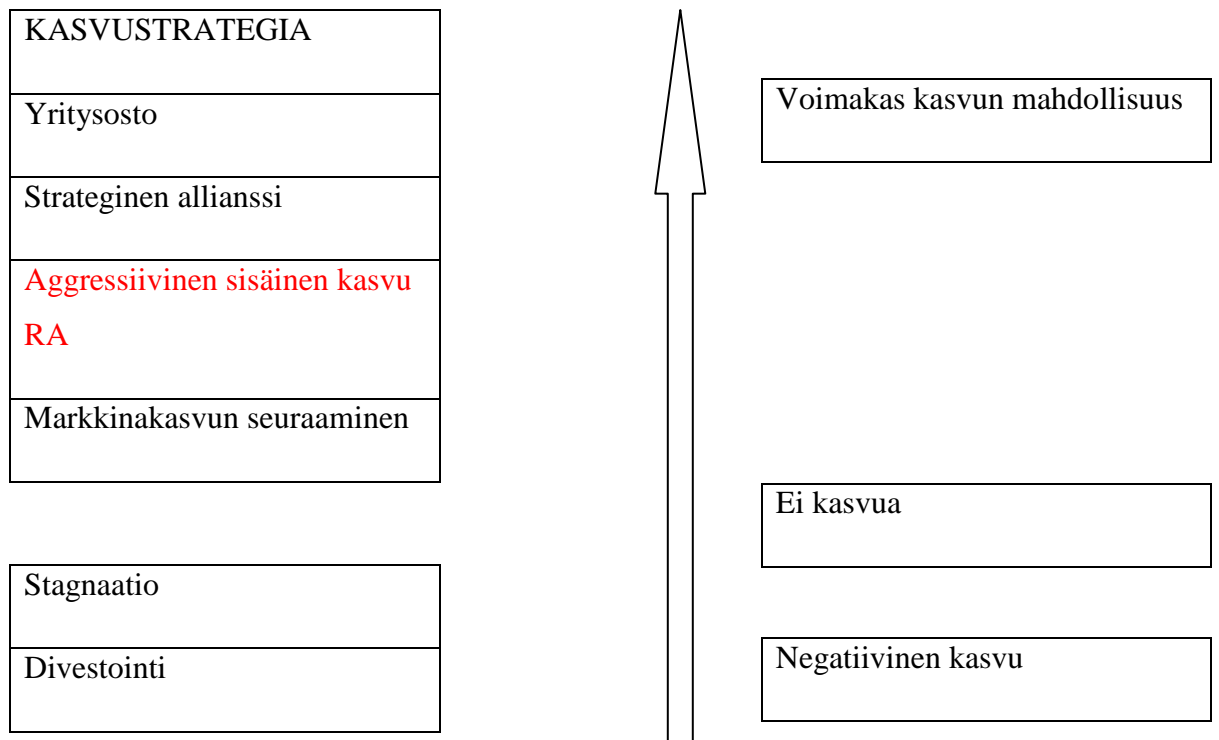 KASVUSTRATEGIA
Yritysosto
Strateginen allianssi
Aggressiivinen sisäinen kasvu
RA
Markkinakasvun seuraaminen
Stagnaatio
Divestointi
Voimakas kasvun mahdollisuus
Ei kasvua
Negatiivinen kasvu